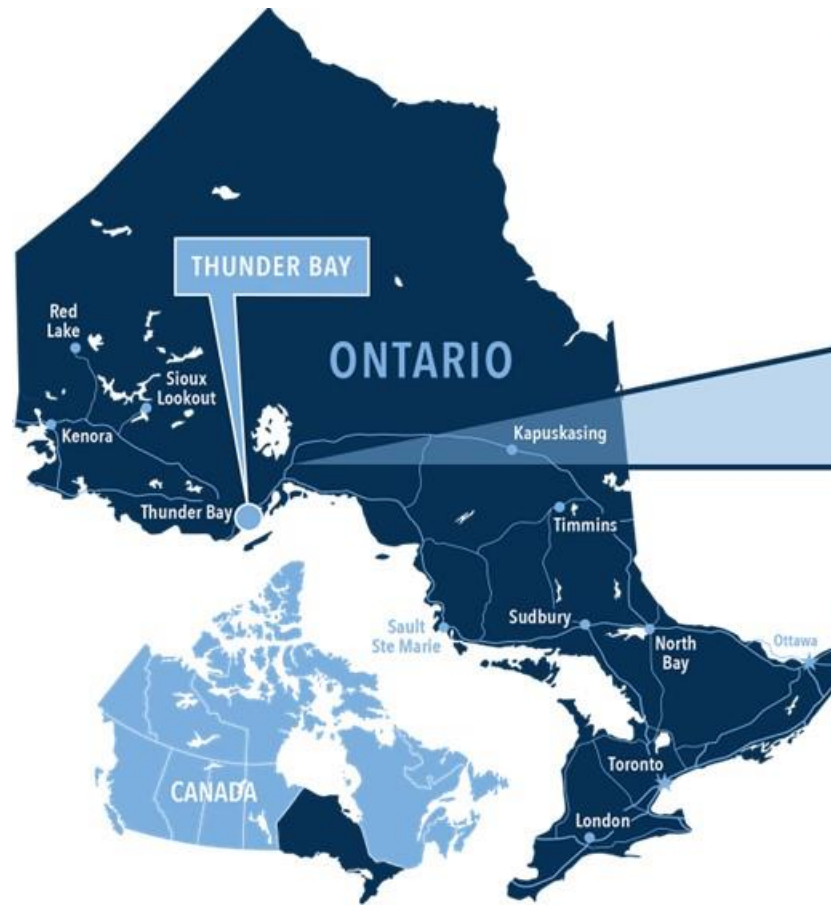 THUNDER BAY
Red
Lake
ONTARIO
Sioux
Lookout
Kenora
Kapuskasing
Thunder Bay
Timmins
Sault
Ste Marie
Sudbury
North
Bay
Ottawa
CANADA
Toronto
London